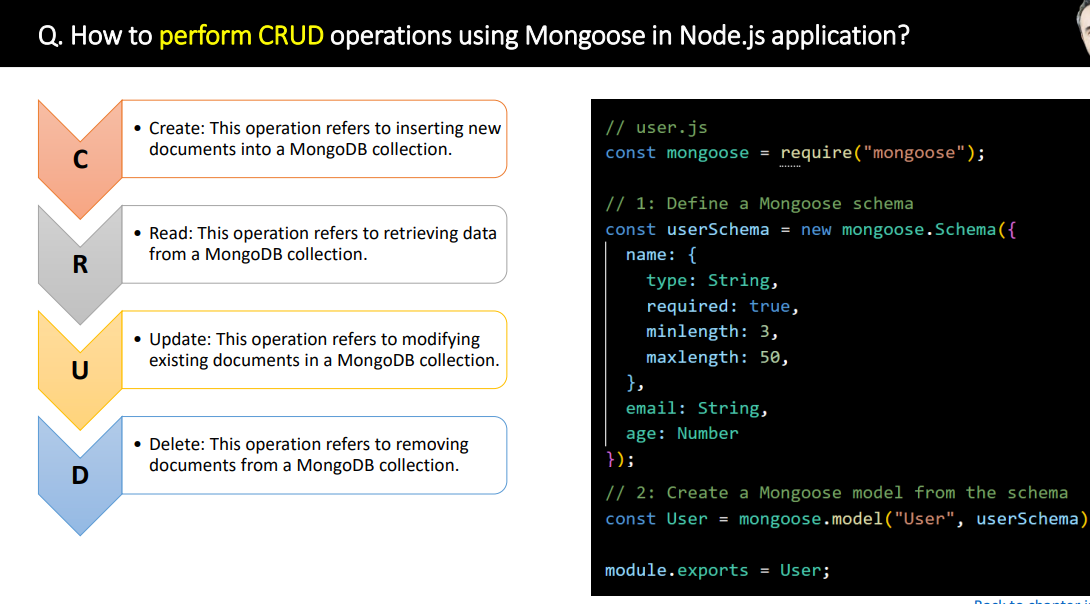 Q. How to perform CRUD operations using Mongoose in Node.js application?
C
• Create: This operation refers to inserting new
documents into a MongoDB collection.
R
• Read: This operation refers to retrieving data
from a MongoDB collection.
U
• Update: This operation refers to modifying
existing documents in a MongoDB collection.
D
• Delete: This operation refers to removing
documents from a MongoDB collection.
// user.js
const mongoose = require("mongoose");
// 1: Define a Mongoose schema
const userSchema = new mongoose.Schema({
name: {
type: String,
required: true,
minlength: 3,
maxlength: 50,
},
email: String,
age: Number
});
// 2: Create a Mongoose model from the schema
const User = mongoose.model("User", userSchema)
module.exports = User;